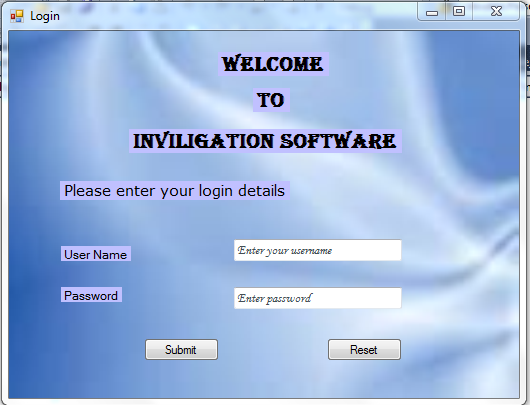 Login
WELCOME
TO
INVILIGATION SOFTWARE
Please enter your login details
User Name
Enter your username
Password
Enter password
Submit
Reset